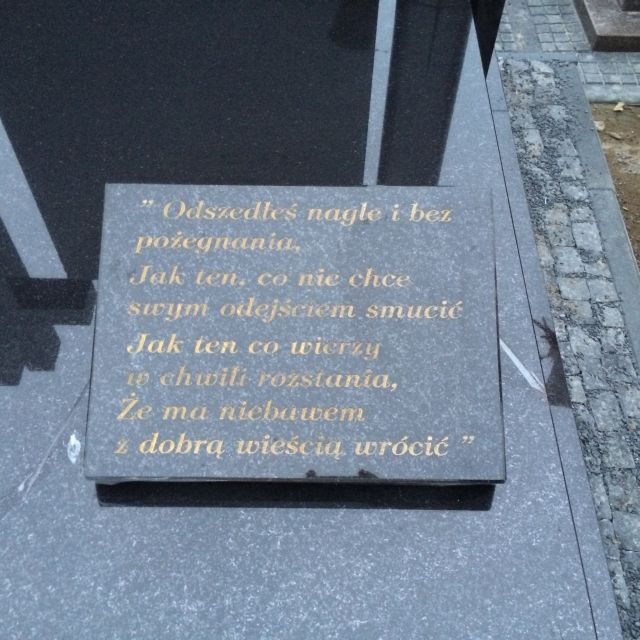 " Odszedłeś nagle i bez
pożegnania,
Jak ten, co nie chce
swym odejściem smucić
Jak ten co wierzy
w chwili rozstania,
Że ma niebawem
z dobrą wieścią wrócić "